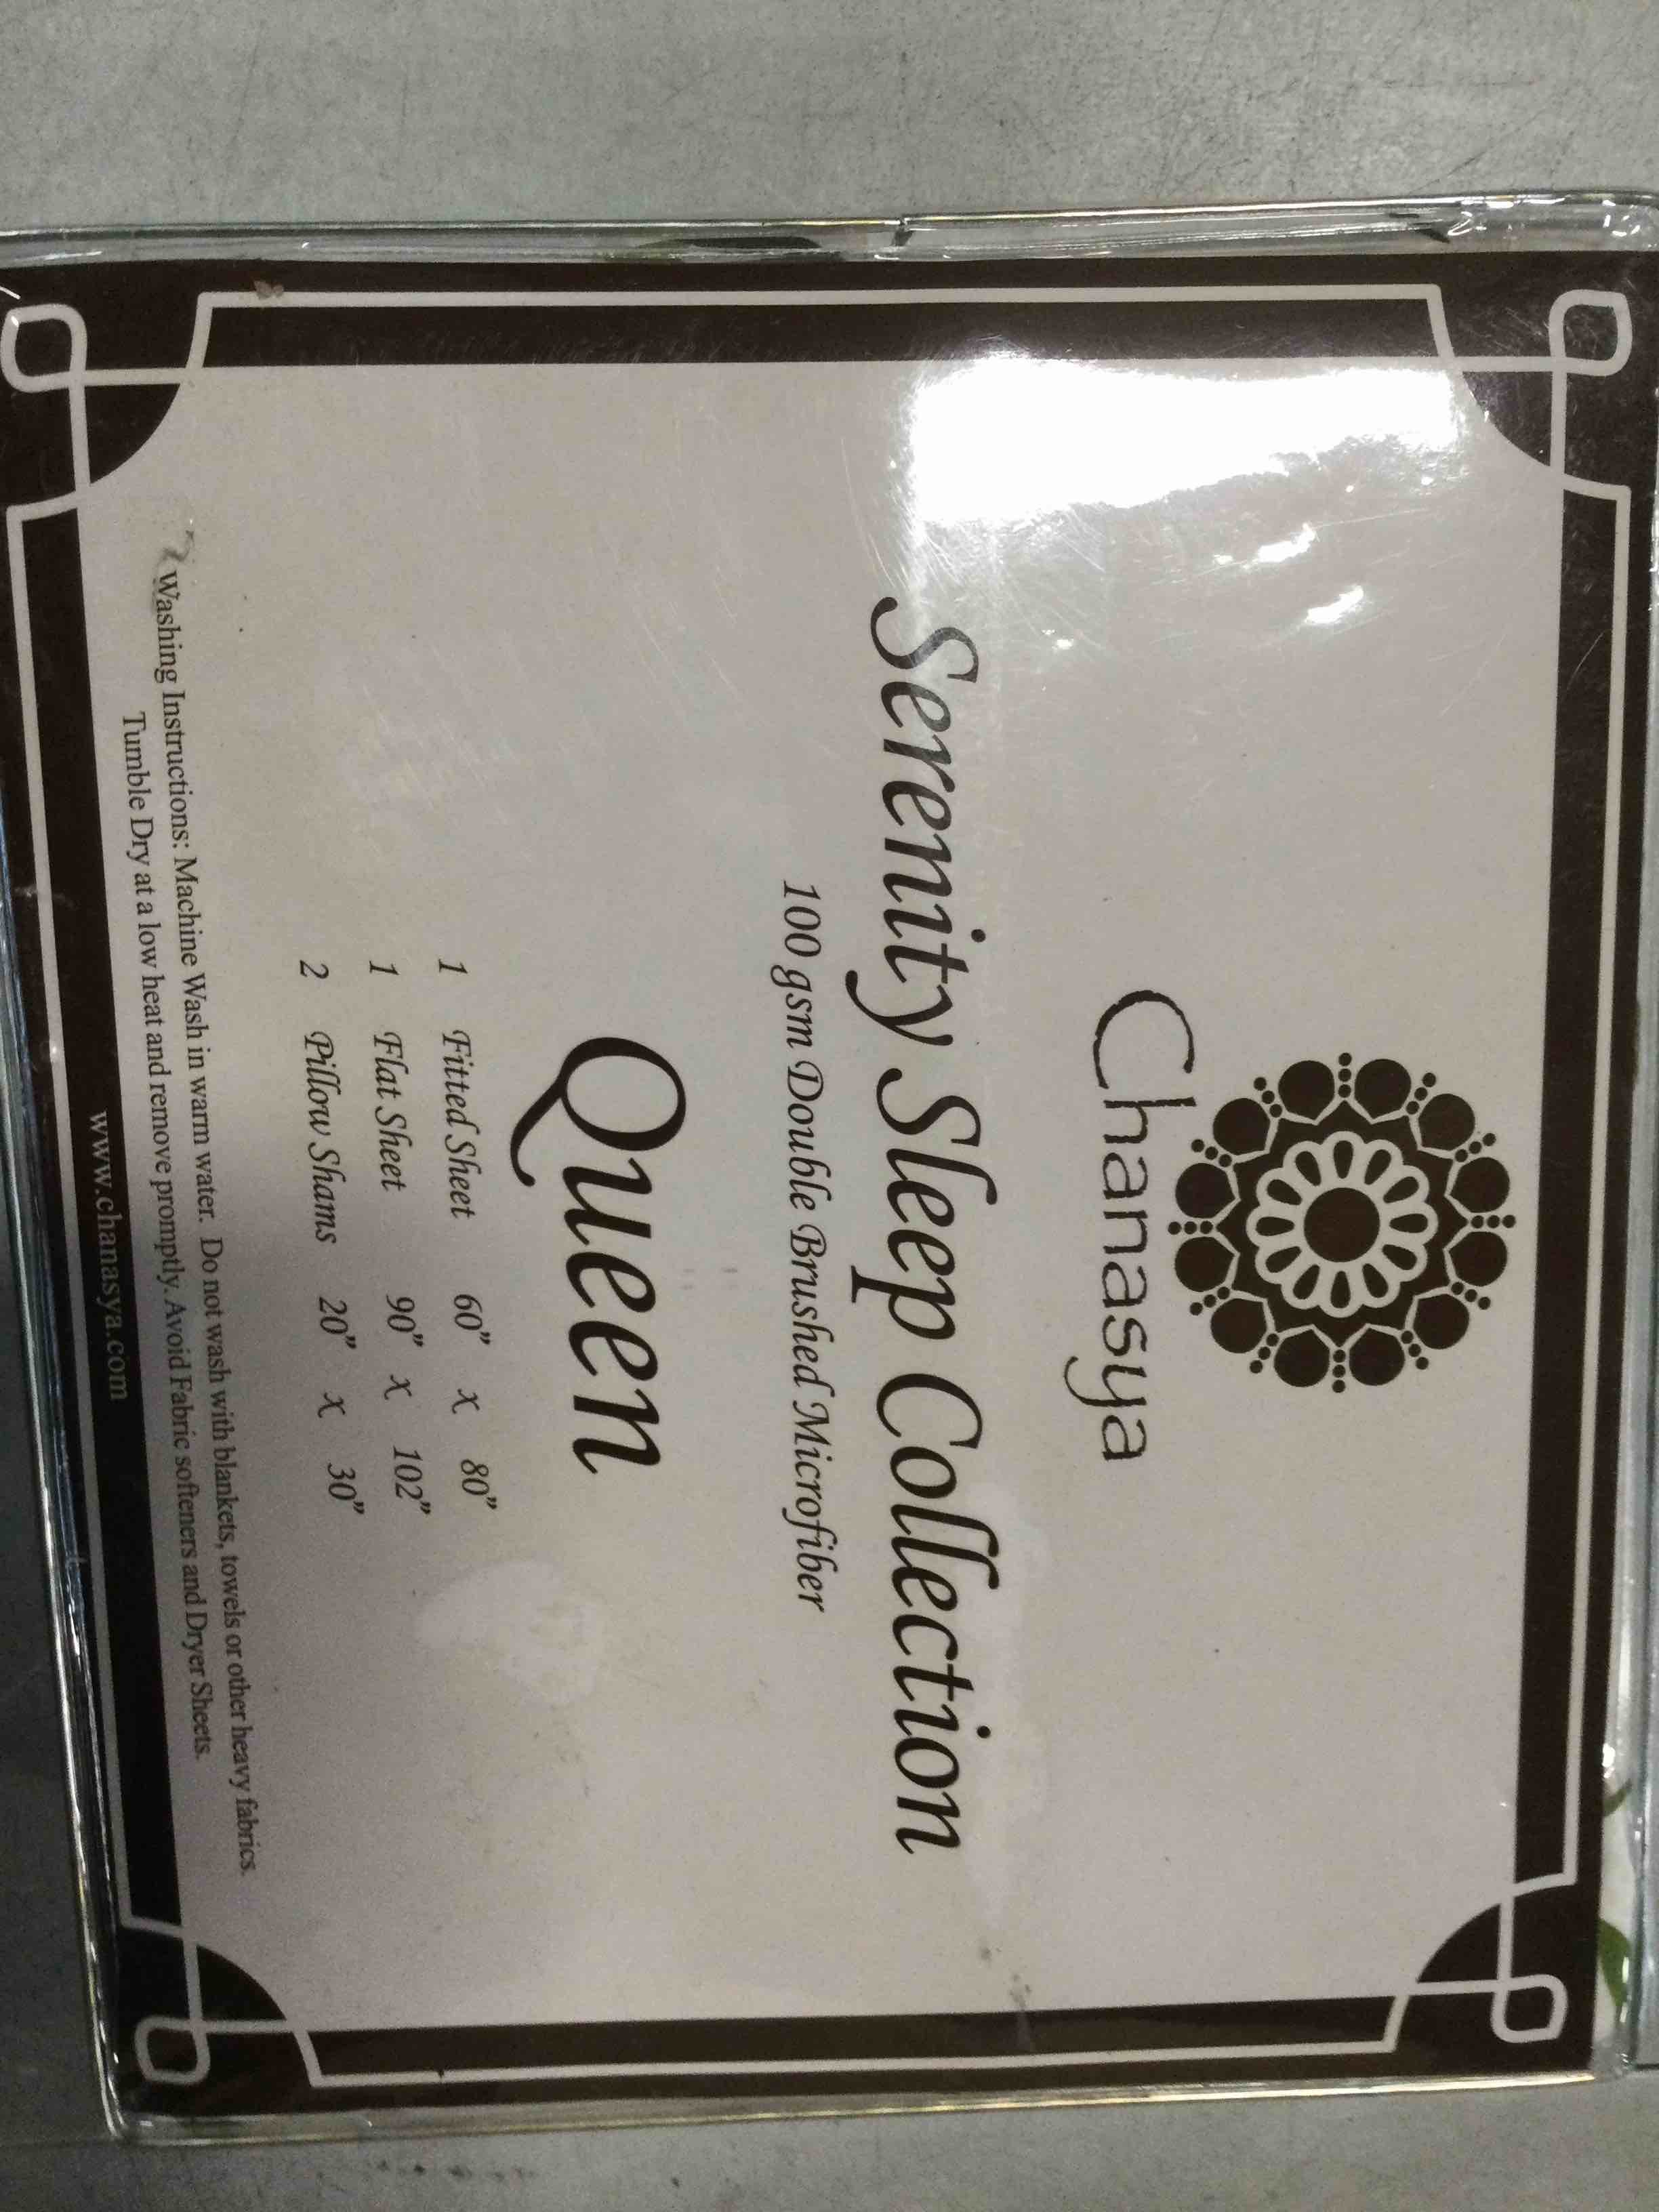 Chanasya
Serenity Sleep Collection
100 gsm Double Brushed Microfiber
Queen
1 Fitted Sheet 60" x 80"
1 Flat Sheet 90" x 102"
2 Pillow Shams 20" x 30"
Washing Instructions: Machine Wash in warm water. Do not wash with blankets, towels or other heavy fabrics.
Tumble Dry at a low heat and remove promptly. Avoid Fabric softeners and Dryer Sheets.
www.chanasya.com